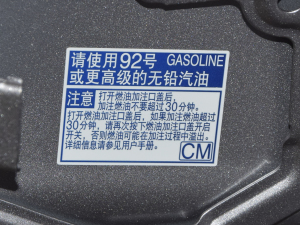 请使用92号 GASOLINE
或更高级的无铅汽油
注意 打开燃油加注口盖后,
加注燃油不要超过30分钟。
打开燃油加注口盖后, 如果加注燃油超过
30分钟, 请再次按下燃油加注口盖开启
开关, 否则燃油可能在加注过程中溢出。
详细信息请参见用户手册。
CM